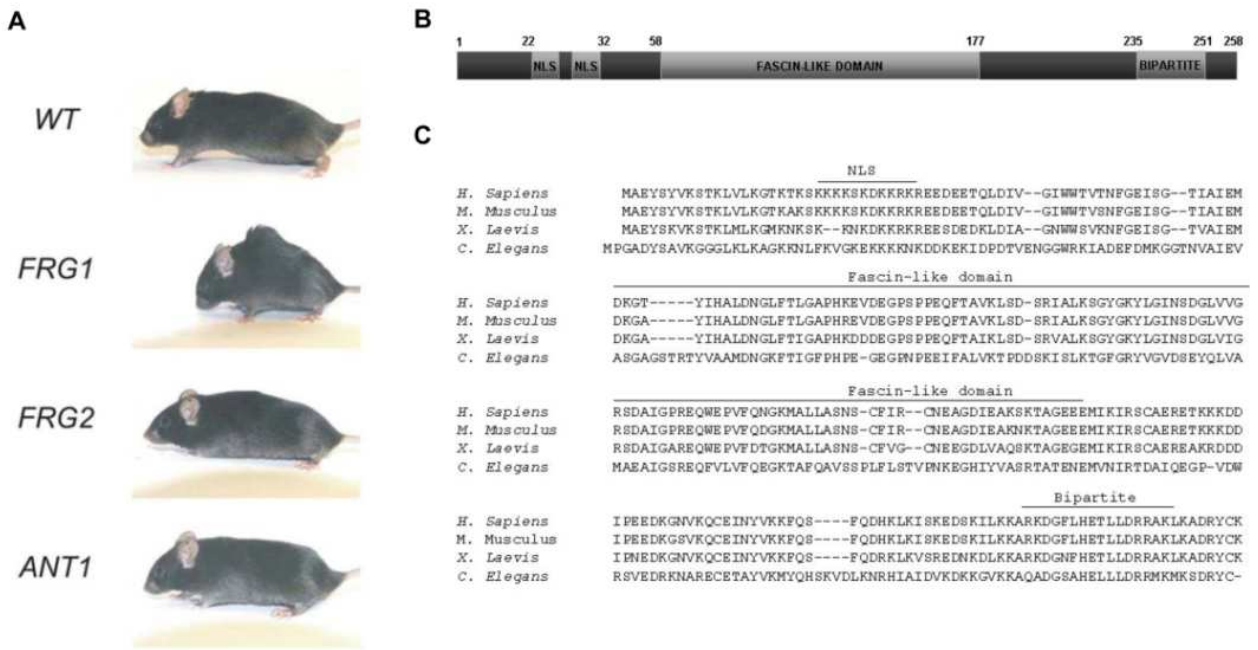 A
WT
FRG1
FRG2
ANT1
B
1 22 32 58 177 235 251 258
NLS NLS FASCIN-LIKE DOMAIN BIPARTITE
C
NLS
H. Sapiens MAEYSYVKSTKLVLKGTKTKSKKKKSKDKKRKREEDEETQLDIV--GIWWTVTNFGEISG--TIAIEM
M. Musculus MAEYSYVKSTKLVLKGTKAKSKKKKSKDKKRKREEDEETQLDIV--GIWWTVSNFGEISG--TIAIEM
X. Laevis MAEYSYVKSTKLMLKGMKNKSK--KNKDKKRKREESDEDKLDIA--GNWWSVKNFGEISG--TVAIEM
C. Elegans MPGADYSAVKGGGLKLKAGKKNLFKVGKEKKKKNKDDKEKIDPDTVENGGWRKIADEFDMKGGTNVAIEV
Fascin-like domain
H. Sapiens DKGT-----YIHALDNGLFTLGAPHKEVDEGPSPPEQFTAVKLSD-SRIALKSGYGKYLGINSDGLVVG
M. Musculus DKGA-----YIHALDNGLFTLGAPHREVDEGPSPPEQFTAVKLSD-SRIALKSGYGKYLGINSDGLVVG
X. Laevis DKGA-----YIHALDNGLFTIGAPHKDDDEGPSPPEQFTAIKLSD-SRVALKSGYGKYLGINSDGLVIG
C. Elegans ASGAGSTRTYVAAMDNGKFTIGFPHPE-GEGPNPEEIFALVKTPDDSKISLKTGFGRYVGVDSEYQLVA
Fascin-like domain
H. Sapiens RSDAIGPREQWEPVFQNGKMALLASNS-CFIR--CNEAGDIEAKSKTAGEEEMIKIRSCAERETKKKDD
M. Musculus RSDAIGPREQWEPVFQDGKMALLASNS-CFIR--CNEAGDIEAKNKTAGEEEMIKIRSCAERETKKKDD
X. Laevis RSDAIGAREQWEPVFDTGKMALLASNS-CFVG--CNEEGDLVAQSKTAGEGEMIKIRSCAEREAKRDDD
C. Elegans MAEAIGSREQFVLVFQEGKTAFQAVSSPLFLSTVPNKEGHIYVASRTATENEMVNIRTDAIQEGP-VDW
Bipartite
H. Sapiens IPEEDKGNVKQCEINYVKKFQS----FQDHKLKISKEDSKILKKARKDGFLHETLLDRRAKLKADRYCK
M. Musculus IPEEDKGSVKQCEINYVKKFQS----FQDHKLKISKEDSKILKKARKDGFLHETLLDRRAKLKADRYCK
X. Laevis IPNEDKGNVKQCEINYVKKFQS----FQDRKLKVSREDNKDLKKARKDGNFHETLLDRRAKLKADRYCK
C. Elegans RSVEDRKNARECETAYVKMYQHSKVDLKNRHIAIDVKDKKGVKKAQADGSAHELLLDRRMKMKSDRYC-